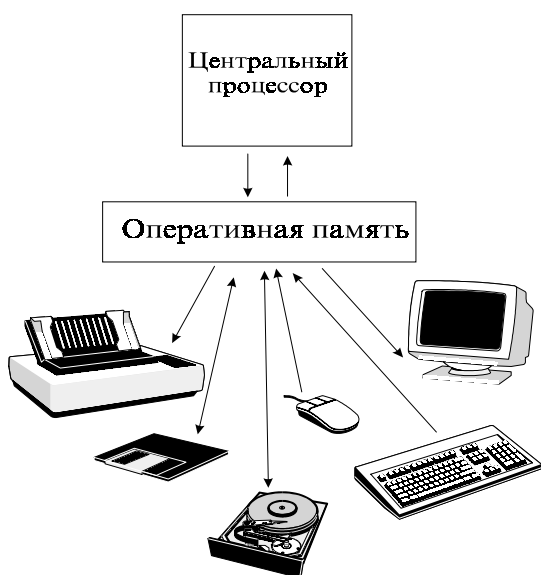 Центральный
процессор
Оперативная память